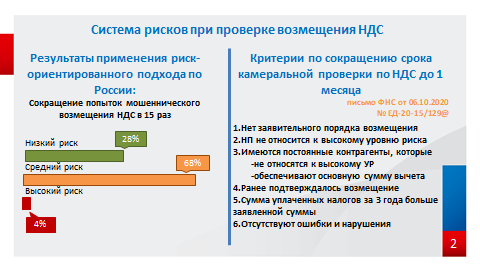 Система рисков при проверке возмещения НДС
Результаты применения риск-
ориентированного подхода по
России:
Сокращение попыток мошеннического
возмещения НДС в 15 раз
28%
Низкий риск
68%
Средний риск
Высокий риск
4%
Критерии по сокращению срока
камеральной проверки по НДС до 1
месяца
письмо ФНС от 06.10.2020
№ ЕД-20-15/129@
1.Нет заявительного порядка возмещения
2.НП не относится к высокому уровню риска
3.Имеются постоянные контрагенты, которые
-не относятся к высокому УР
-обеспечивают основную сумму вычета
4.Ранее подтверждалось возмещение
5.Сумма уплаченных налогов за 3 года больше
заявленной суммы
6.Отсутствуют ошибки и нарушения
2